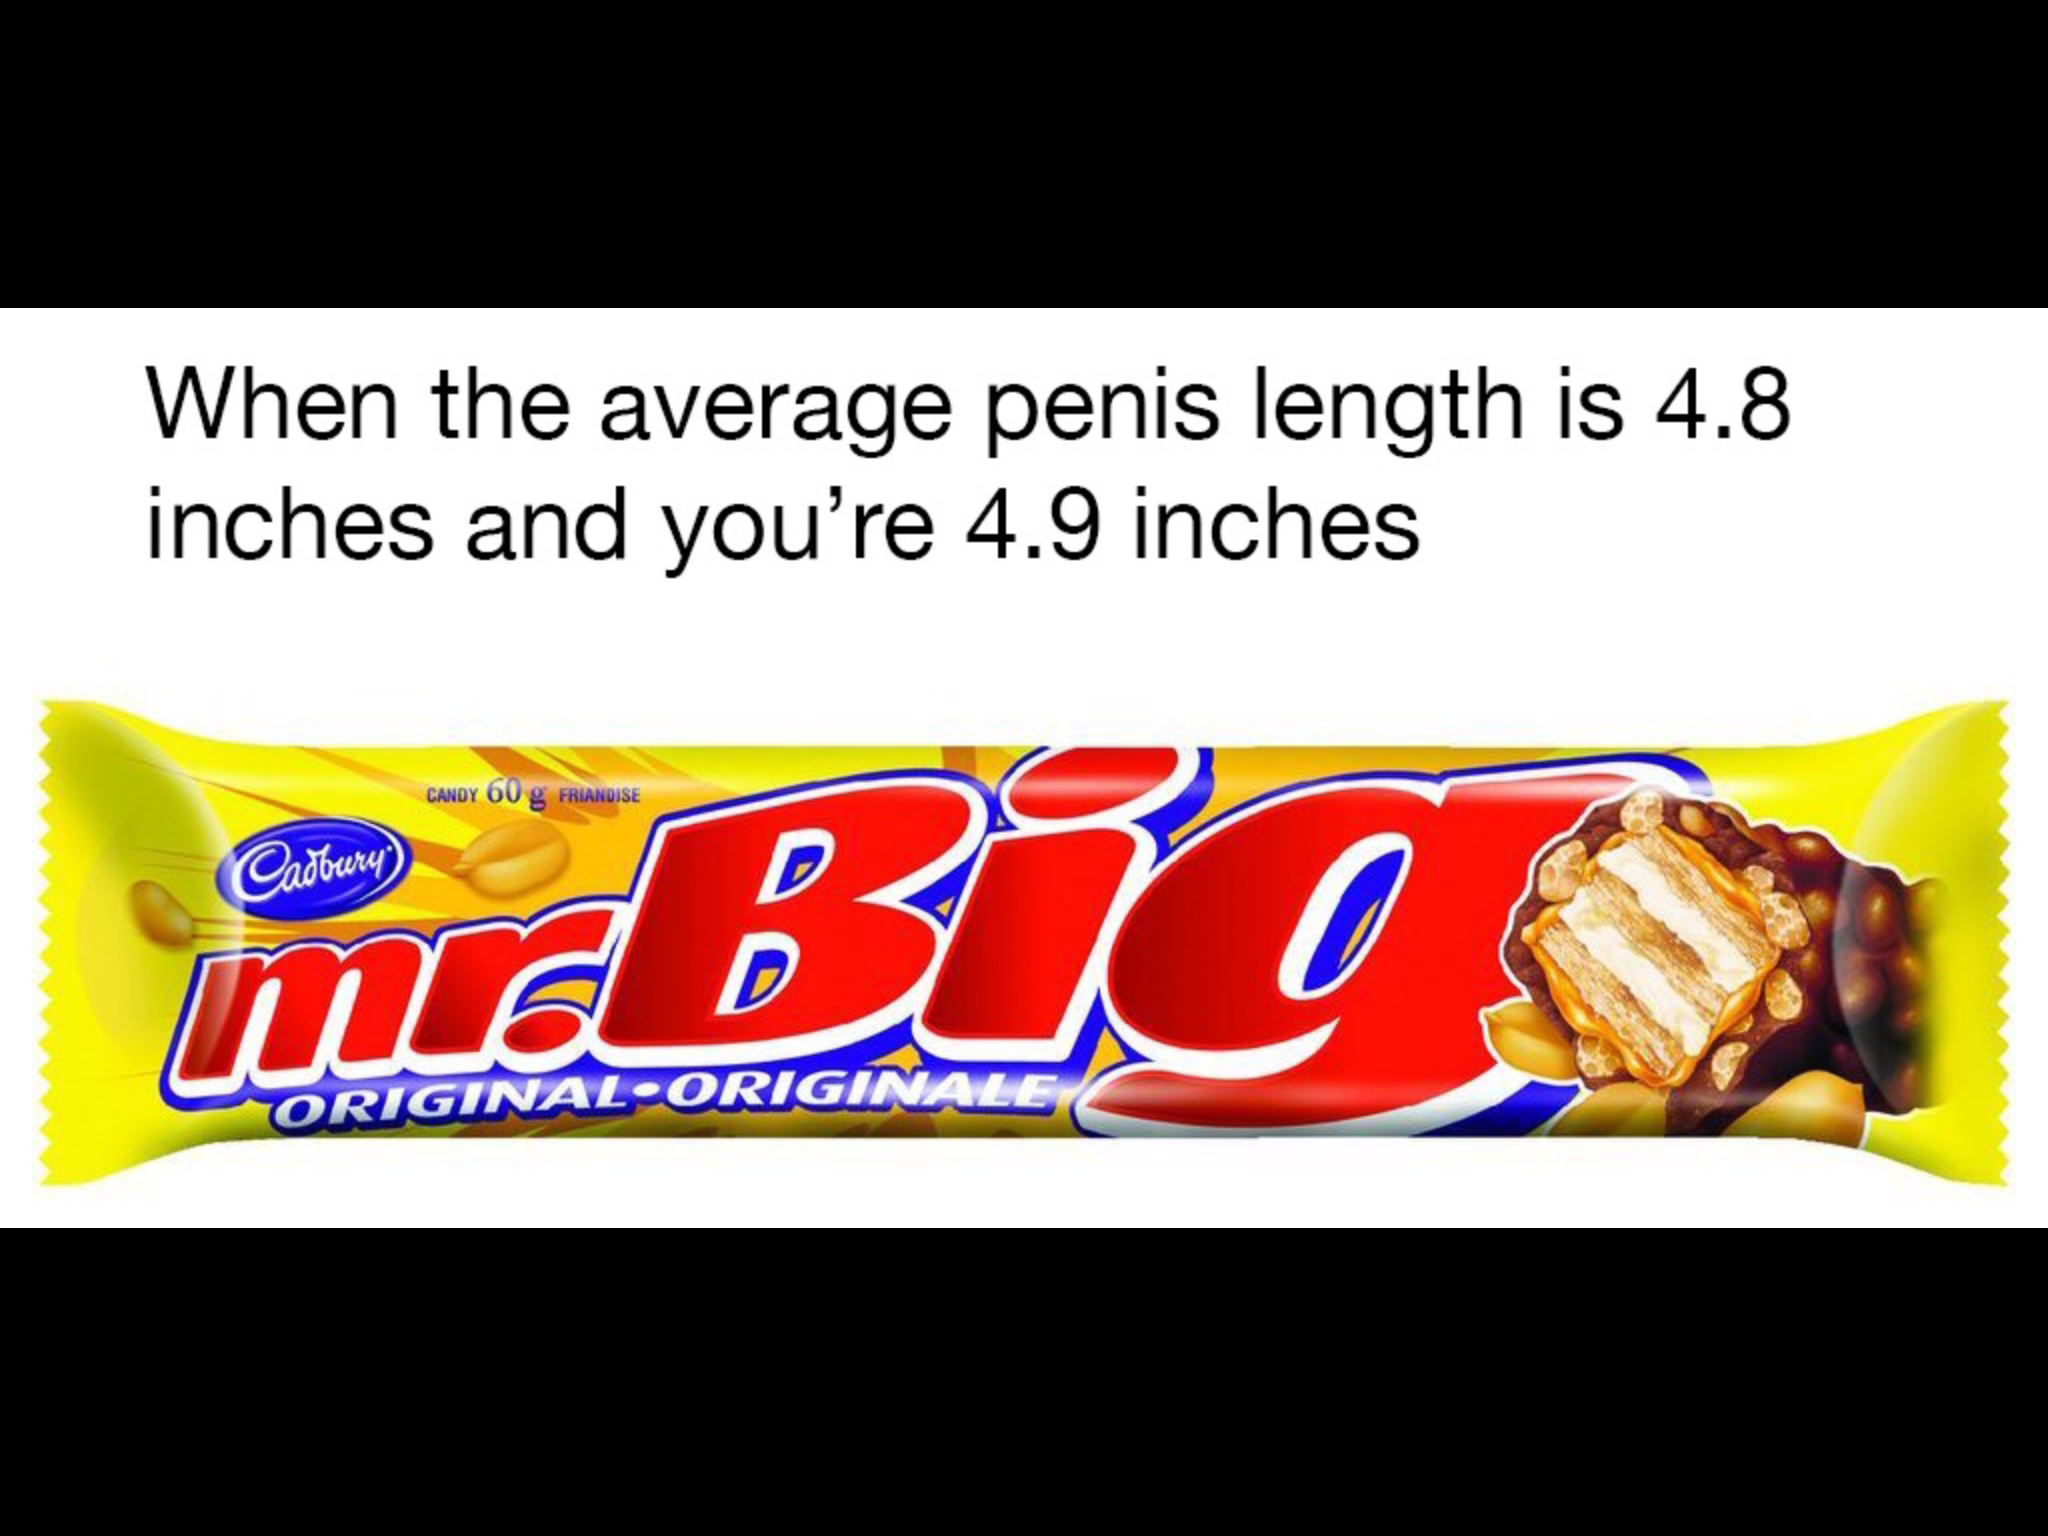 When the average penis length is 4.8
inches and you’re 4.9 inches
CANDY 60 g FRIANDISE
Cadbury
mr. Big
ORIGINAL • ORIGINALE